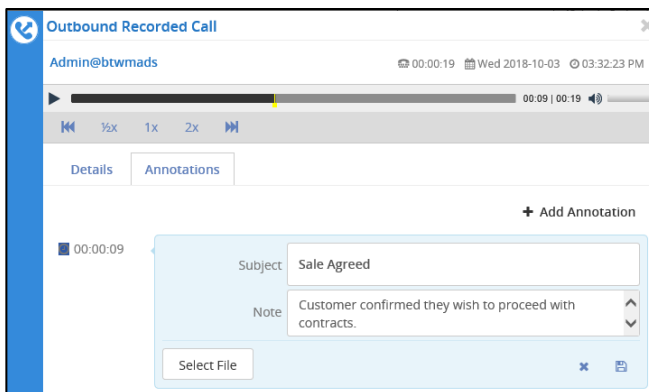 Outbound Recorded Call
Admin@btwmads 00:00:19 Wed 2018-10-03 03:32:23 PM
00:09 | 00:19
½x 1x 2x
Details Annotations
+ Add Annotation
00:00:09
Subject Sale Agreed
Note Customer confirmed they wish to proceed with
contracts.
Select File